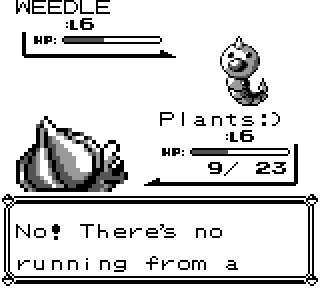 WEEDLE
:L6
HP:
Plants:)
:L6
HP:
9/ 23
No! There's no
running from a